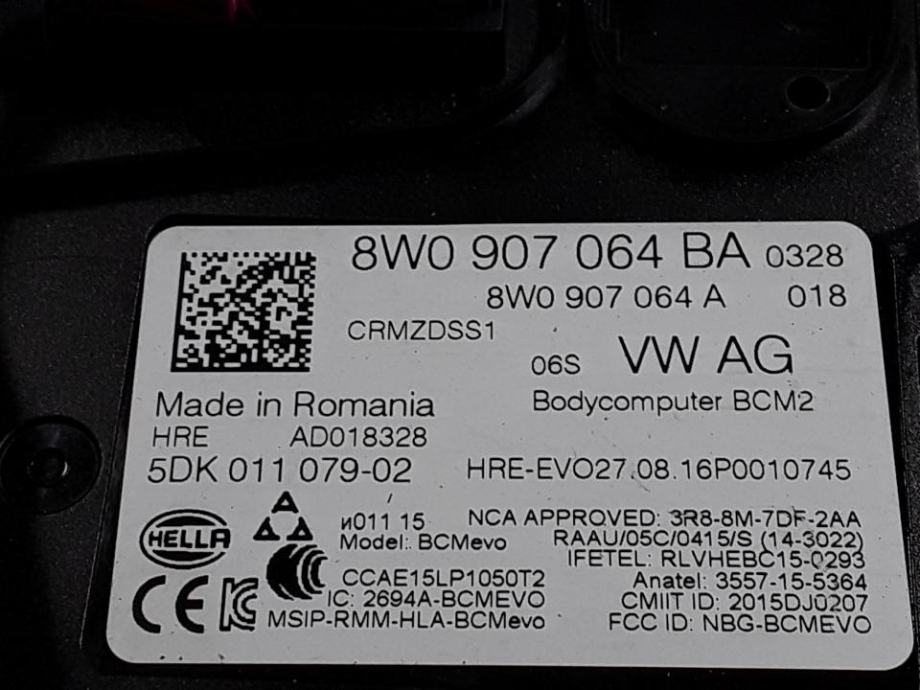 8W0 907 064 BA 0328
8W0 907 064 A 018
CRMZDSS1
06S VW AG
Bodycomputer BCM2
Made in Romania
HRE AD018328
5DK 011 079-02 HRE-EVO27.08.16P0010745
HELLA
и011 15 NCA APPROVED: 3R8-8M-7DF-2AA
Model: BCMevo RAAU/05C/0415/S (14-3022)
IFETEL: RLVHEBC15-0293
CCAE15LP1050T2 Anatel: 3557-15-5364
IC: 2694A-BCMEVO CMIIT ID: 2015DJ0207
CE KC MSIP-RMM-HLA-BCMevo FCC ID: NBG-BCMEVO